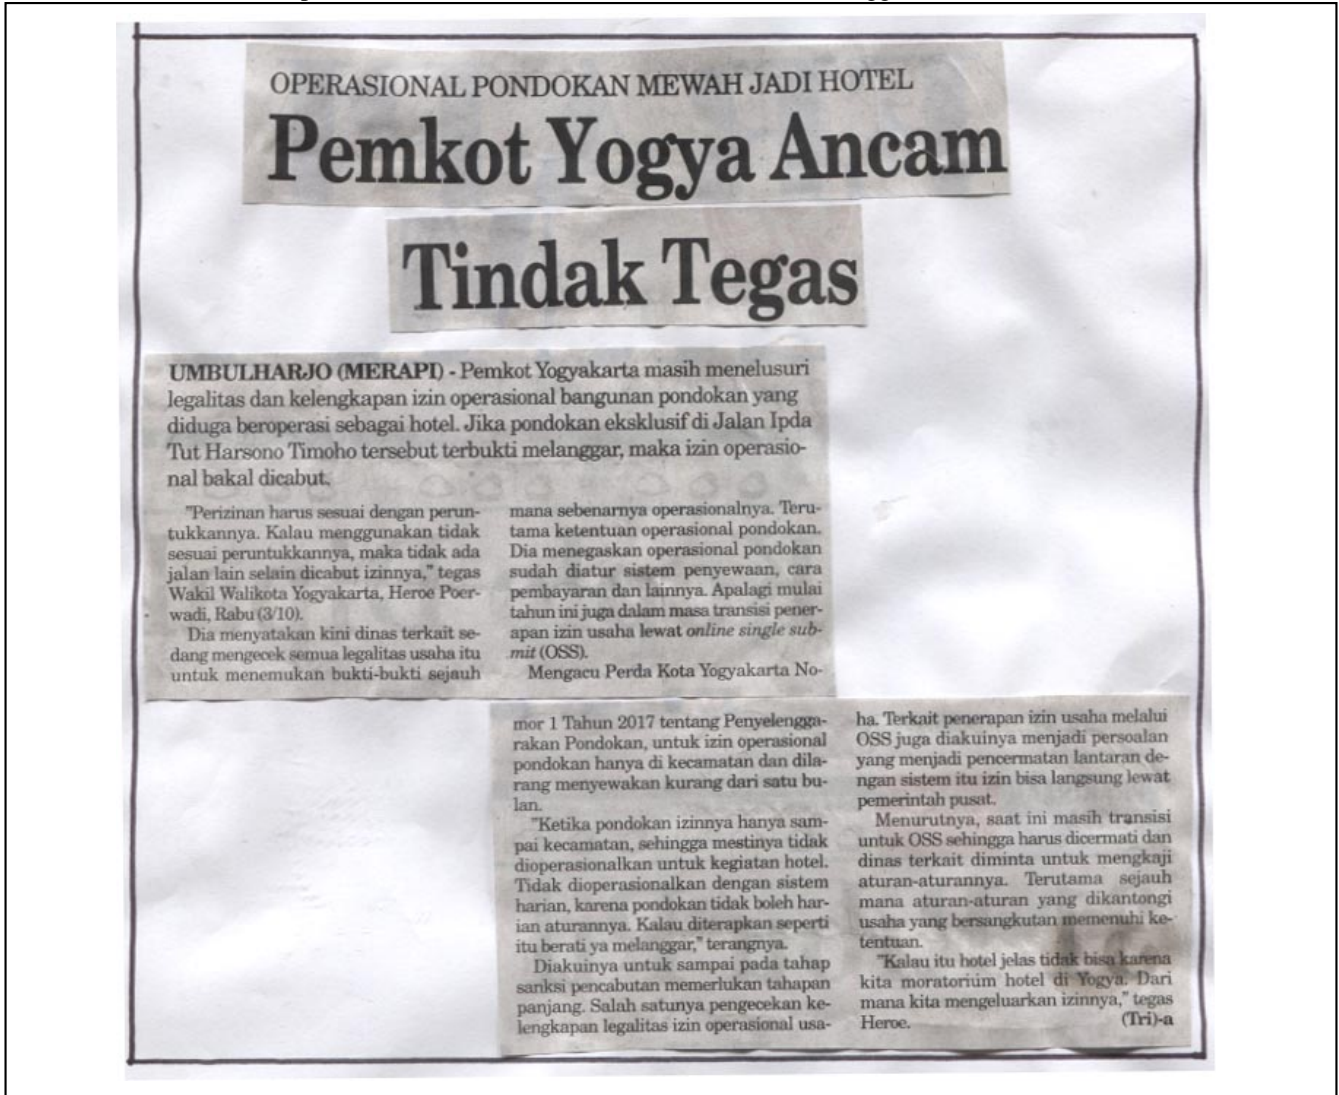 OPERASIONAL PONDOKAN MEWAH JADI HOTEL
Pemkot Yogya Ancam
Tindak Tegas
UMBULHARJO (MERAPI) - Pemkot Yogyakarta masih menelusuri
legalitas dan kelengkapan izin operasional bangunan pondokan yang
diduga beroperasi sebagai hotel. Jika pondokan eksklusif di Jalan Ipda
Tut Harsono Timoho tersebut terbukti melanggar, maka izin operasio-
nal bakal dicabut.
"Perizinan harus sesuai dengan perun-
tukkannya. Kalau menggunakan tidak
sesuai peruntukkannya, maka tidak ada
jalan lain selain dicabut izinnya," tegas
Wakil Walikota Yogyakarta, Heroe Poer-
wadi, Rabu (3/10).
Dia menyatakan kini dinas terkait se-
dang mengecek semua legalitas usaha itu
untuk menemukan bukti-bukti sejauh
mana sebenarnya operasionalnya. Teru-
tama ketentuan operasional pondokan.
Dia menegaskan operasional pondokan
sudah diatur sistem penyewaan, cara
pembayaran dan lainnya. Apalagi mulai
tahun ini juga dalam masa transisi pener-
apan izin usaha lewat online single sub-
mit (OSS).
Mengacu Perda Kota Yogyakarta No-
mor 1 Tahun 2017 tentang Penyelengga-
rakan Pondokan, untuk izin operasional
pondokan hanya di kecamatan dan dila-
rang menyewakan kurang dari satu bu-
lan.
"Ketika pondokan izinnya hanya sam-
pai kecamatan, sehingga mestinya tidak
dioperasionalkan untuk kegiatan hotel.
Tidak dioperasionalkan dengan sistem
harian, karena pondokan tidak boleh har-
ian aturannya. Kalau diterapkan seperti
itu berati ya melanggar," terangnya.
Diakuinya untuk sampai pada tahap
sanksi pencabutan memerlukan tahapan
panjang. Salah satunya pengecekan ke-
lengkapan legalitas izin operasional usa-
ha. Terkait penerapan izin usaha melalui
OSS juga diakuinya menjadi persoalan
yang menjadi pencermatan lantaran de-
ngan sistem itu izin bisa langsung lewat
pemerintah pusat.
Menurutnya, saat ini masih transisi
untuk OSS sehingga harus dicermati dan
dinas terkait diminta untuk mengkaji
aturan-aturannya. Terutama sejauh
mana aturan-aturan yang dikantongi
usaha yang bersangkutan memenuhi ke-
tentuan.
"Kalau itu hotel jelas tidak bisa karena
kita moratorium hotel di Yogya. Dari
mana kita mengeluarkan izinnya," tegas
Heroe. (Tri)-a